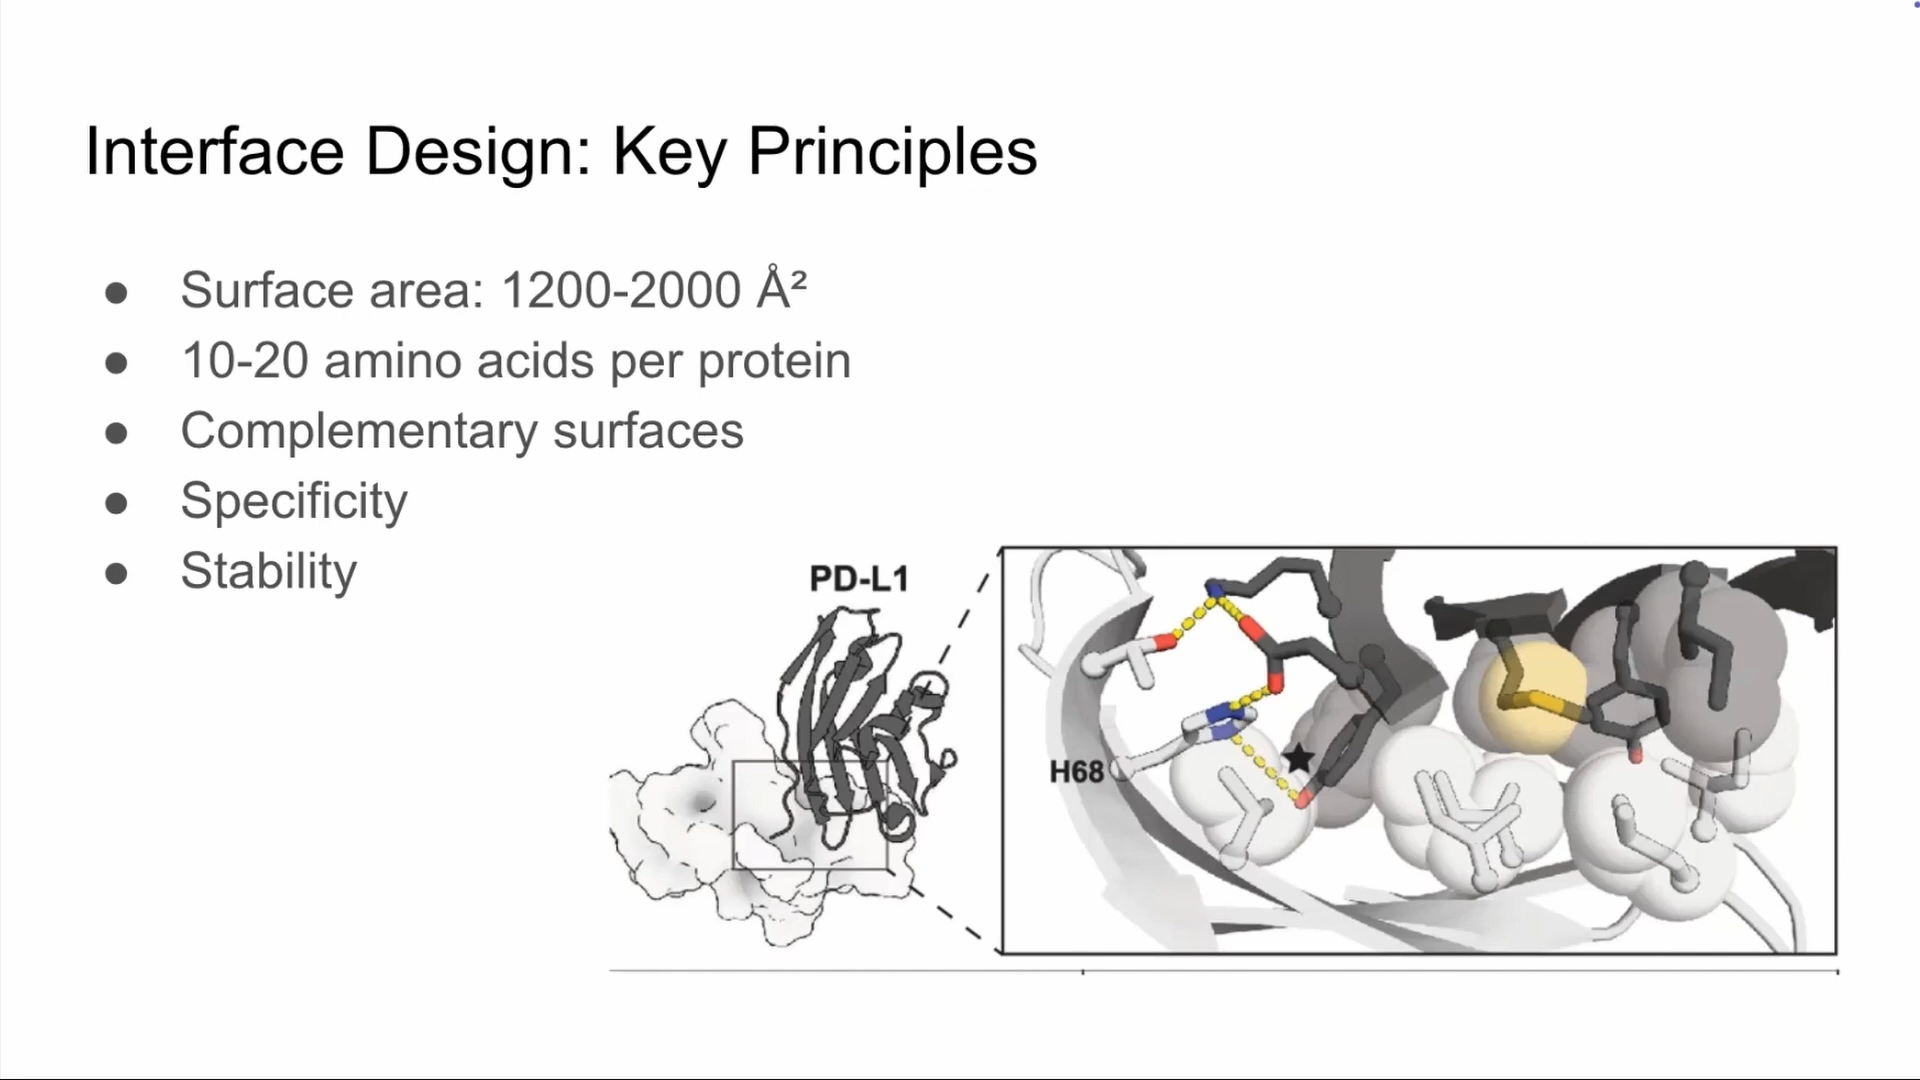 Interface Design: Key Principles
Surface area: 1200-2000 Å²
10-20 amino acids per protein
Complementary surfaces
Specificity
Stability
PD-L1
H68